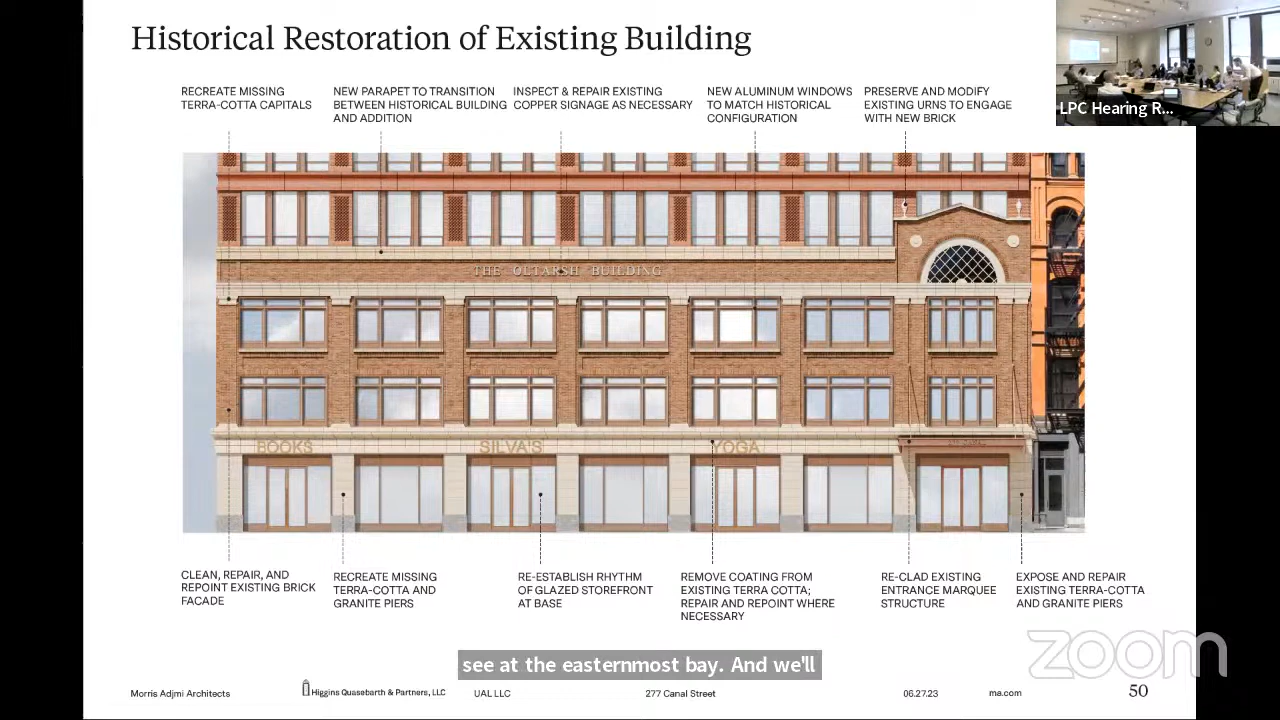 Historical Restoration of Existing Building
RECREATE MISSING
TERRA-COTTA CAPITALS
NEW PARAPET TO TRANSITION
BETWEEN HISTORICAL BUILDING
AND ADDITION
INSPECT & REPAIR EXISTING
COPPER SIGNAGE AS NECESSARY
NEW ALUMINUM WINDOWS
TO MATCH HISTORICAL
CONFIGURATION
PRESERVE AND MODIFY
EXISTING URNS TO ENGAGE
WITH NEW BRICK
LPC Hearing R...
THE OLTARSH BUILDING
BOOKS
SILVA'S
YOGA
CLEAN, REPAIR, AND
REPOINT EXISTING BRICK
FACADE
RECREATE MISSING
TERRA-COTTA AND
GRANITE PIERS
RE-ESTABLISH RHYTHM
OF GLAZED STOREFRONT
AT BASE
REMOVE COATING FROM
EXISTING TERRA COTTA;
REPAIR AND REPOINT WHERE
NECESSARY
RE-CLAD EXISTING
ENTRANCE MARQUEE
STRUCTURE
EXPOSE AND REPAIR
EXISTING TERRA-COTTA
AND GRANITE PIERS
zoom
see at the easternmost bay. And we'll
Morris Adjmi Architects
Higgins Quasebarth & Partners, LLC
UAL LLC
277 Canal Street
06.27.23
ma.com
50